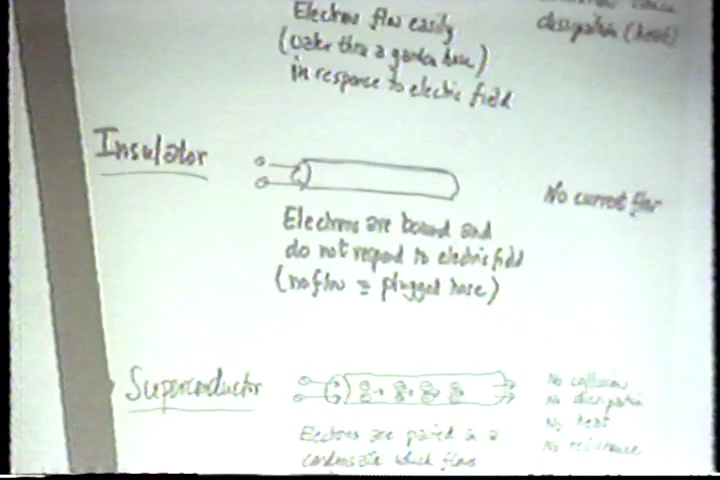 Electrons flow easily
(water thru a garden hose)
in response to electric field
dissipation (heat)
Insulator
No current flow
Electrons are bound and
do not respond to electric field
(no flow = plugged hose)
Superconductor
No collisions
No dissipation
No heat
No resistance
Electrons are paired in a
condensate which flows